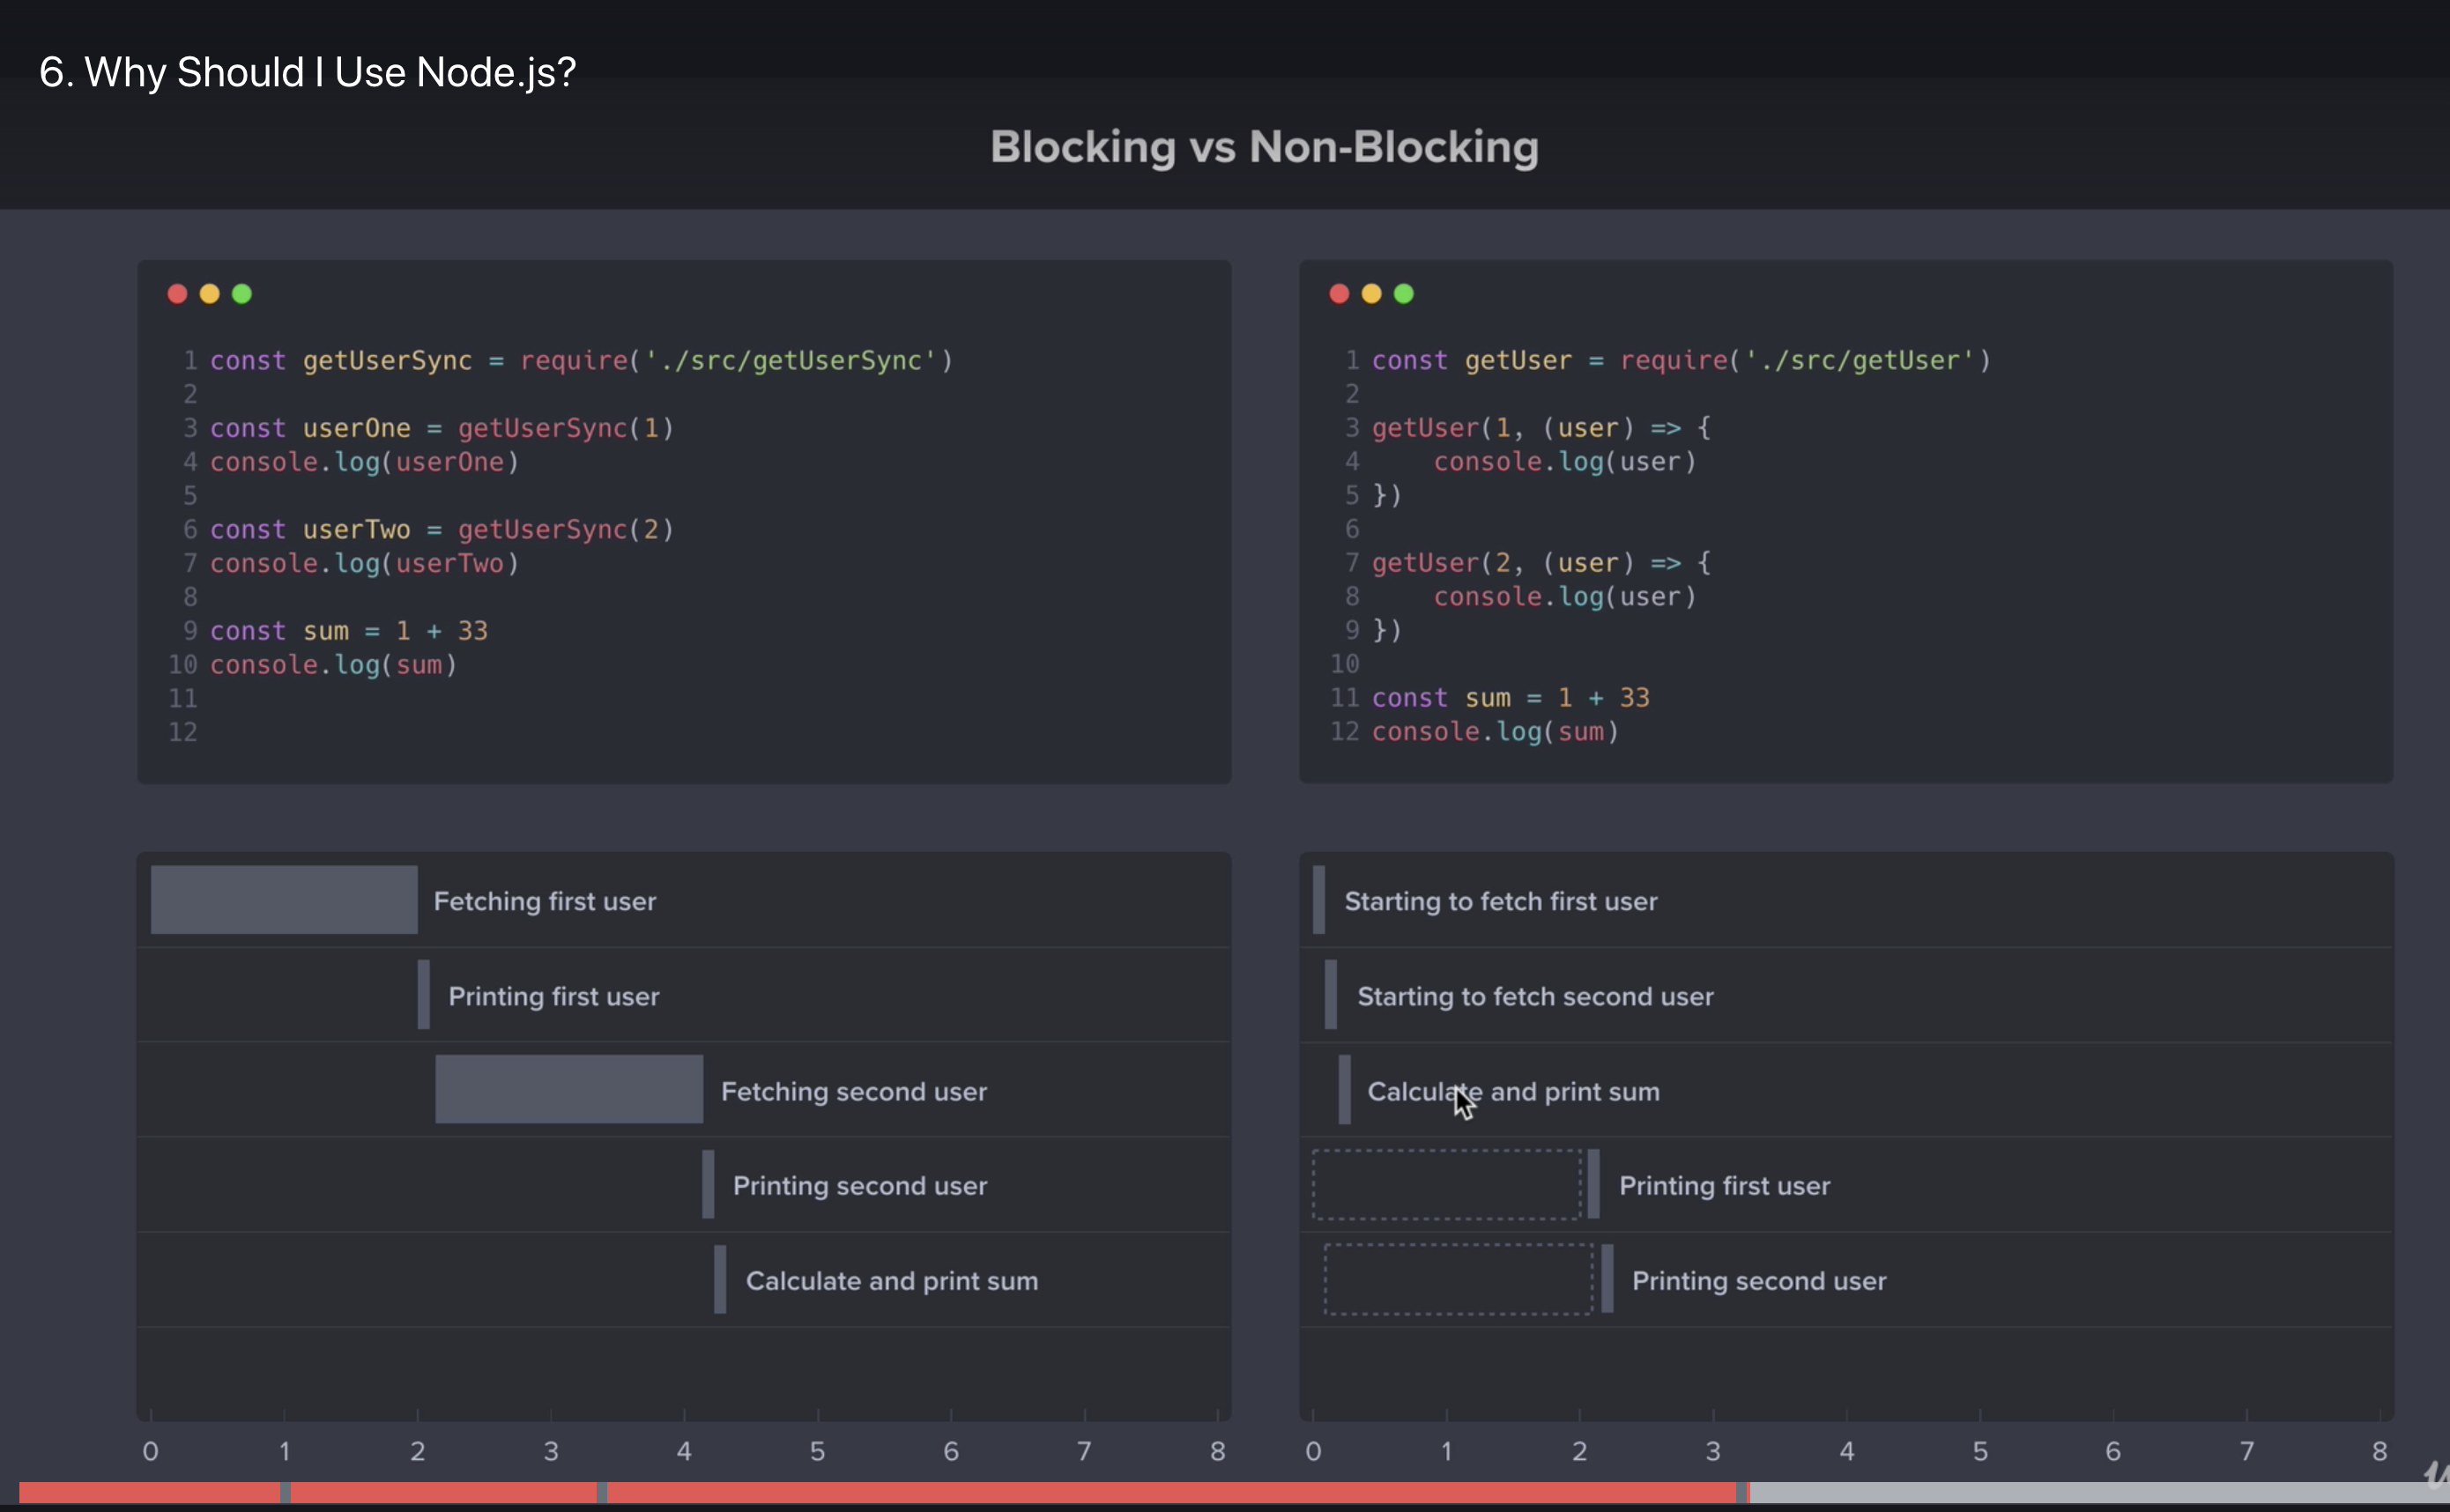 6. Why Should I Use Node.js?
Blocking vs Non-Blocking
1 const getUserSync = require('./src/getUserSync')
2
3 const userOne = getUserSync(1)
4 console.log(userOne)
5
6 const userTwo = getUserSync(2)
7 console.log(userTwo)
8
9 const sum = 1 + 33
10 console.log(sum)
11
12
1 const getUser = require('./src/getUser')
2
3 getUser(1, (user) => {
4     console.log(user)
5 })
6
7 getUser(2, (user) => {
8     console.log(user)
9 })
10
11 const sum = 1 + 33
12 console.log(sum)
Fetching first user
Printing first user
Fetching second user
Printing second user
Calculate and print sum
0 1 2 3 4 5 6 7 8
Starting to fetch first user
Starting to fetch second user
Calculate and print sum
Printing first user
Printing second user
0 1 2 3 4 5 6 7 8